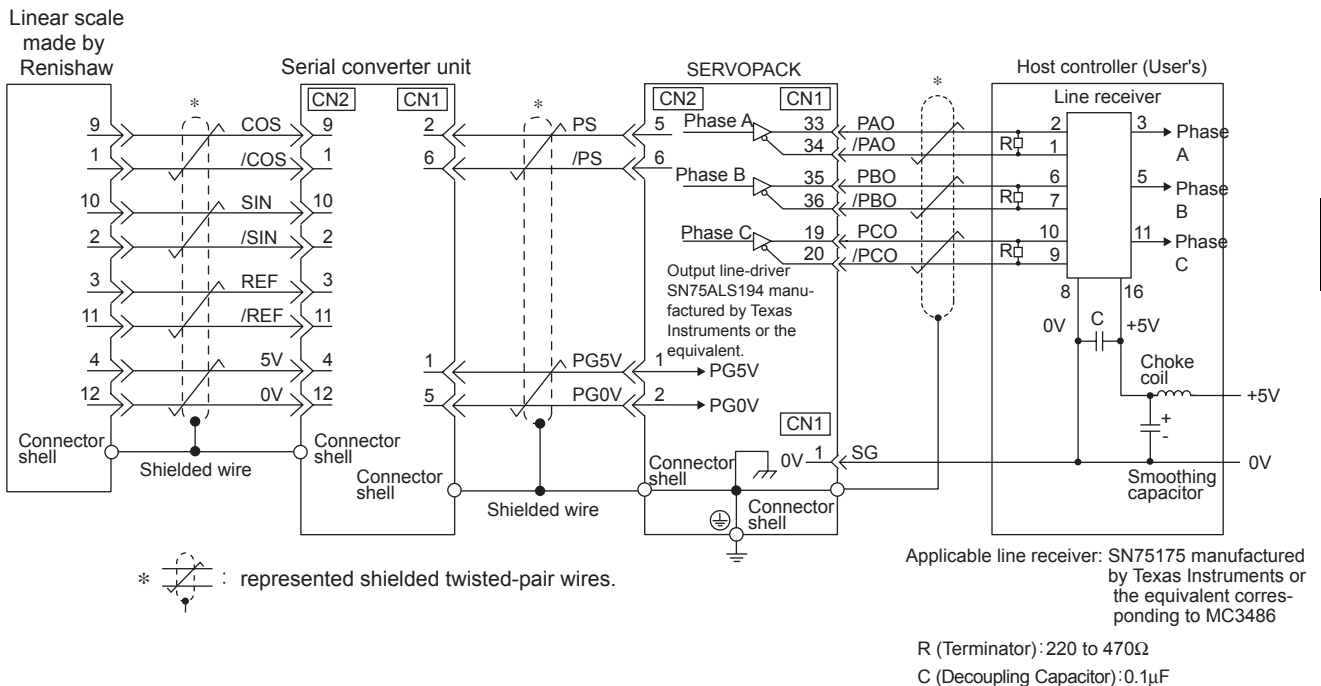 Linear scale
made by
Renishaw
Serial converter unit
SERVOPACK
Host controller (User's)
*
*
*
CN2
CN1
CN2
CN1
Line receiver
9
COS
9
2
PS
5
Phase A
33
PAO
2
3
Phase
A
1
/COS
1
6
/PS
6
34
/PAO
R
1
10
SIN
10
Phase B
35
PBO
6
5
Phase
B
2
/SIN
2
36
/PBO
R
7
3
REF
3
Phase C
19
PCO
10
11
Phase
C
11
/REF
11
20
/PCO
R
9
Output line-driver
SN75ALS194 manu-
factured by Texas
Instruments or the
equivalent.
8
16
0V
C
+5V
4
5V
4
1
PG5V
1
PG5V
Choke
coil
12
0V
12
5
PG0V
2
PG0V
+5V
CN1
+
-
Connector
shell
Shielded wire
Connector
shell
Connector
shell
Shielded wire
Connector
shell
0V
1
SG
0V
Connector
shell
Smoothing
capacitor
* : represented shielded twisted-pair wires.
Applicable line receiver: SN75175 manufactured
by Texas Instruments or
the equivalent corres-
ponding to MC3486
R (Terminator): 220 to 470Ω
C (Decoupling Capacitor): 0.1μF